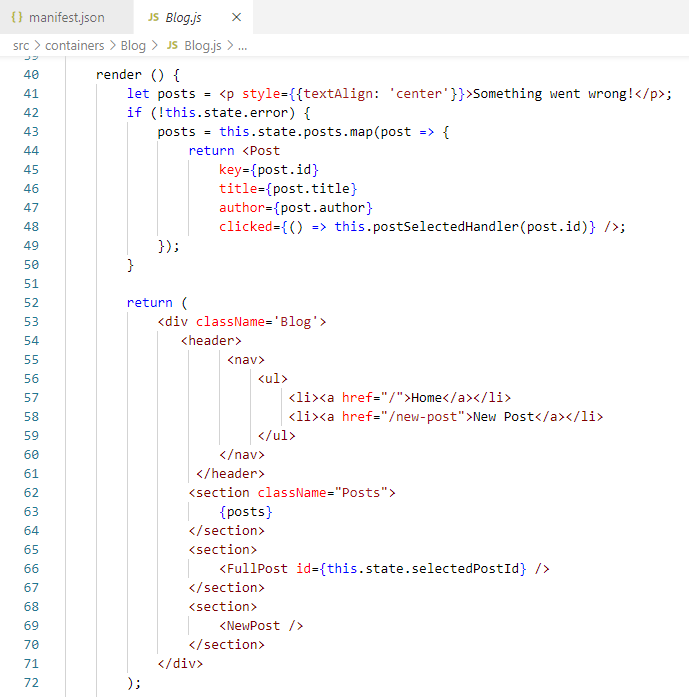 {} manifest.json JS Blog.js ×
src > containers > Blog > JS Blog.js > ...
39
40 render () {
41 let posts = <p style={{textAlign: 'center'}}>Something went wrong!</p>;
42 if (!this.state.error) {
43 posts = this.state.posts.map(post => {
44 return <Post
45 key={post.id}
46 title={post.title}
47 author={post.author}
48 clicked={() => this.postSelectedHandler(post.id)} />;
49 });
50 }
51
52 return (
53 <div className='Blog'>
54 <header>
55 <nav>
56 <ul>
57 <li><a href="/">Home</a></li>
58 <li><a href="/new-post">New Post</a></li>
59 </ul>
60 </nav>
61 </header>
62 <section className="Posts">
63 {posts}
64 </section>
65 <section>
66 <FullPost id={this.state.selectedPostId} />
67 </section>
68 <section>
69 <NewPost />
70 </section>
71 </div>
72 );